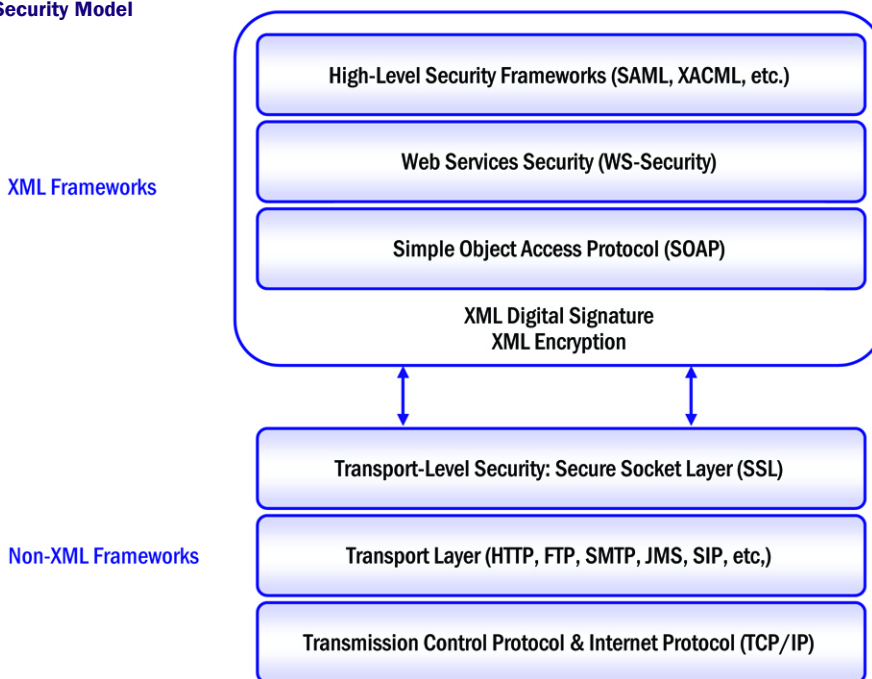 Security Model
High-Level Security Frameworks (SAML, XACML, etc.)
Web Services Security (WS-Security)
XML Frameworks
Simple Object Access Protocol (SOAP)
XML Digital Signature
XML Encryption
Transport-Level Security: Secure Socket Layer (SSL)
Non-XML Frameworks
Transport Layer (HTTP, FTP, SMTP, JMS, SIP, etc,)
Transmission Control Protocol & Internet Protocol (TCP/IP)